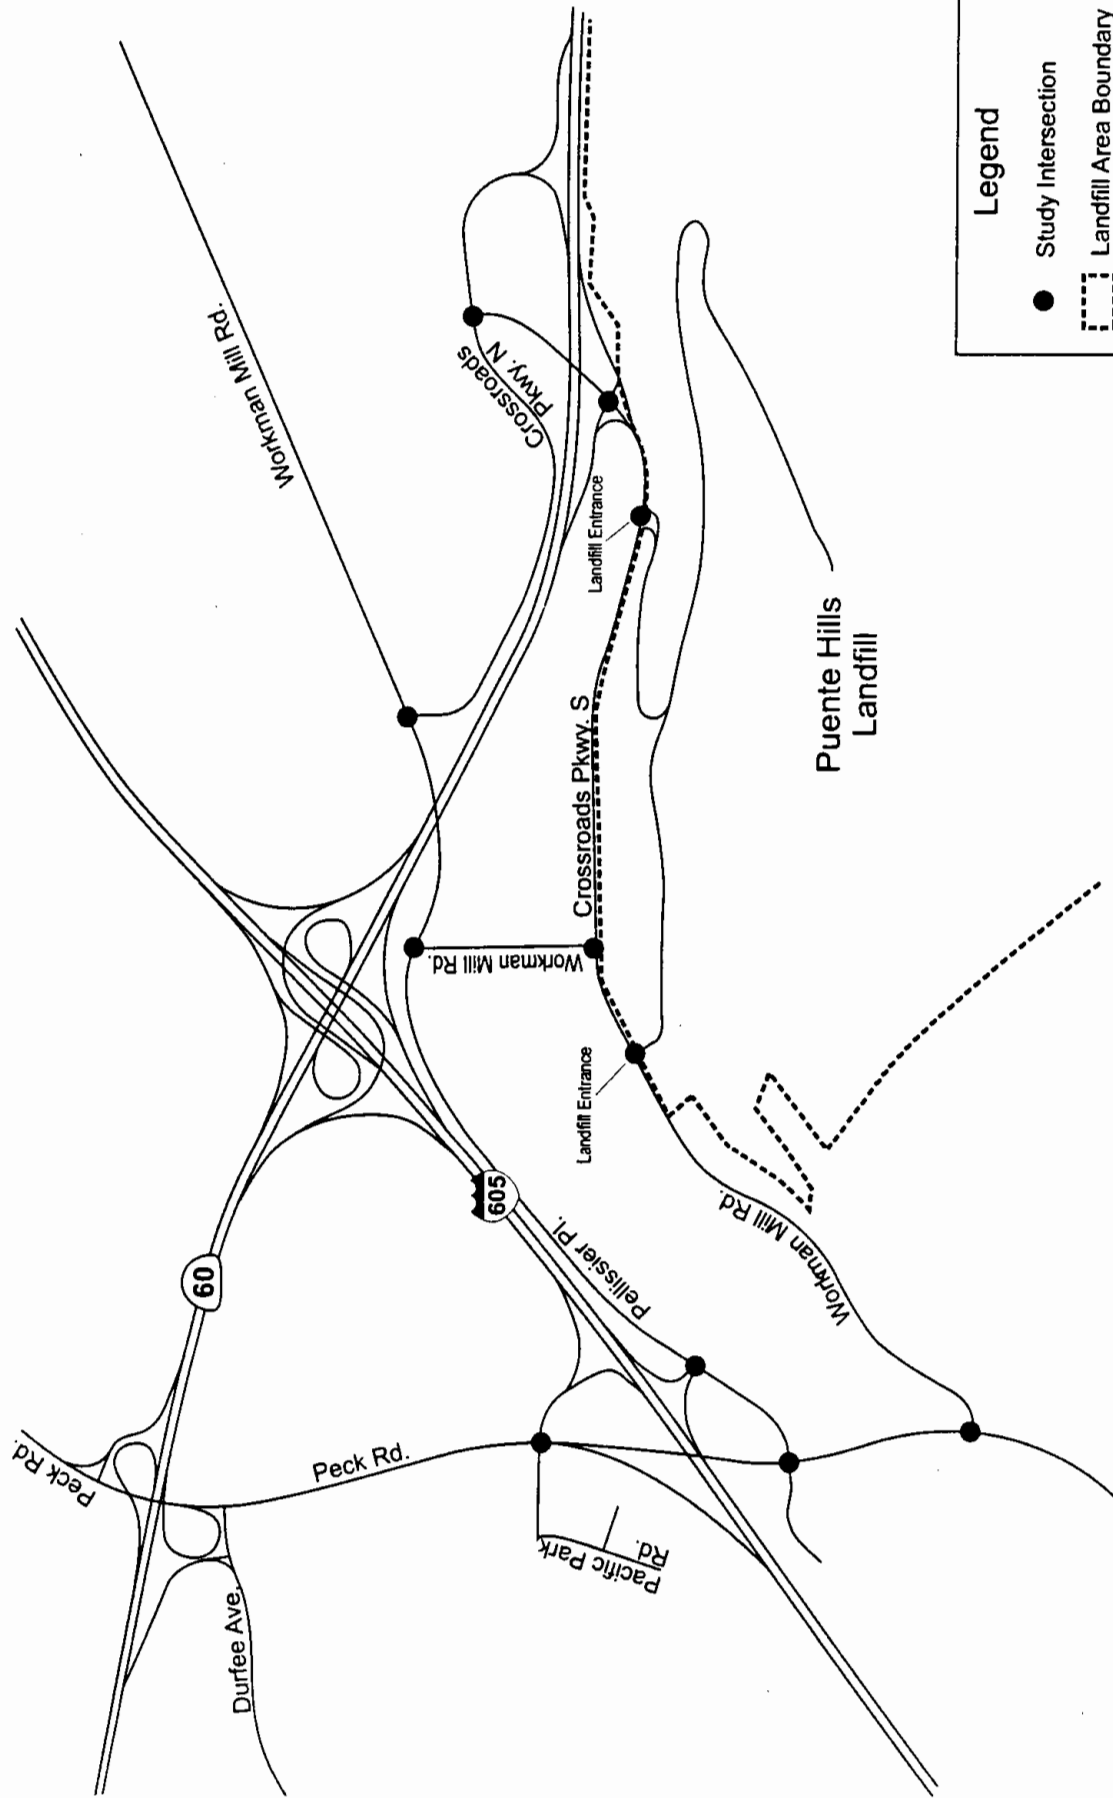 Peck Rd.
60
Peck Rd.
Durfee Ave.
Pacific Park
Rd.
605
Pellissier Pl.
Workman Mill Rd.
Workman Mill Rd.
Workman Mill Rd.
Crossroads
Pkwy. N
Crossroads Pkwy. S
Landfill Entrance
Landfill Entrance
Puente Hills
Landfill
Legend
Study Intersection
Landfill Area Boundary